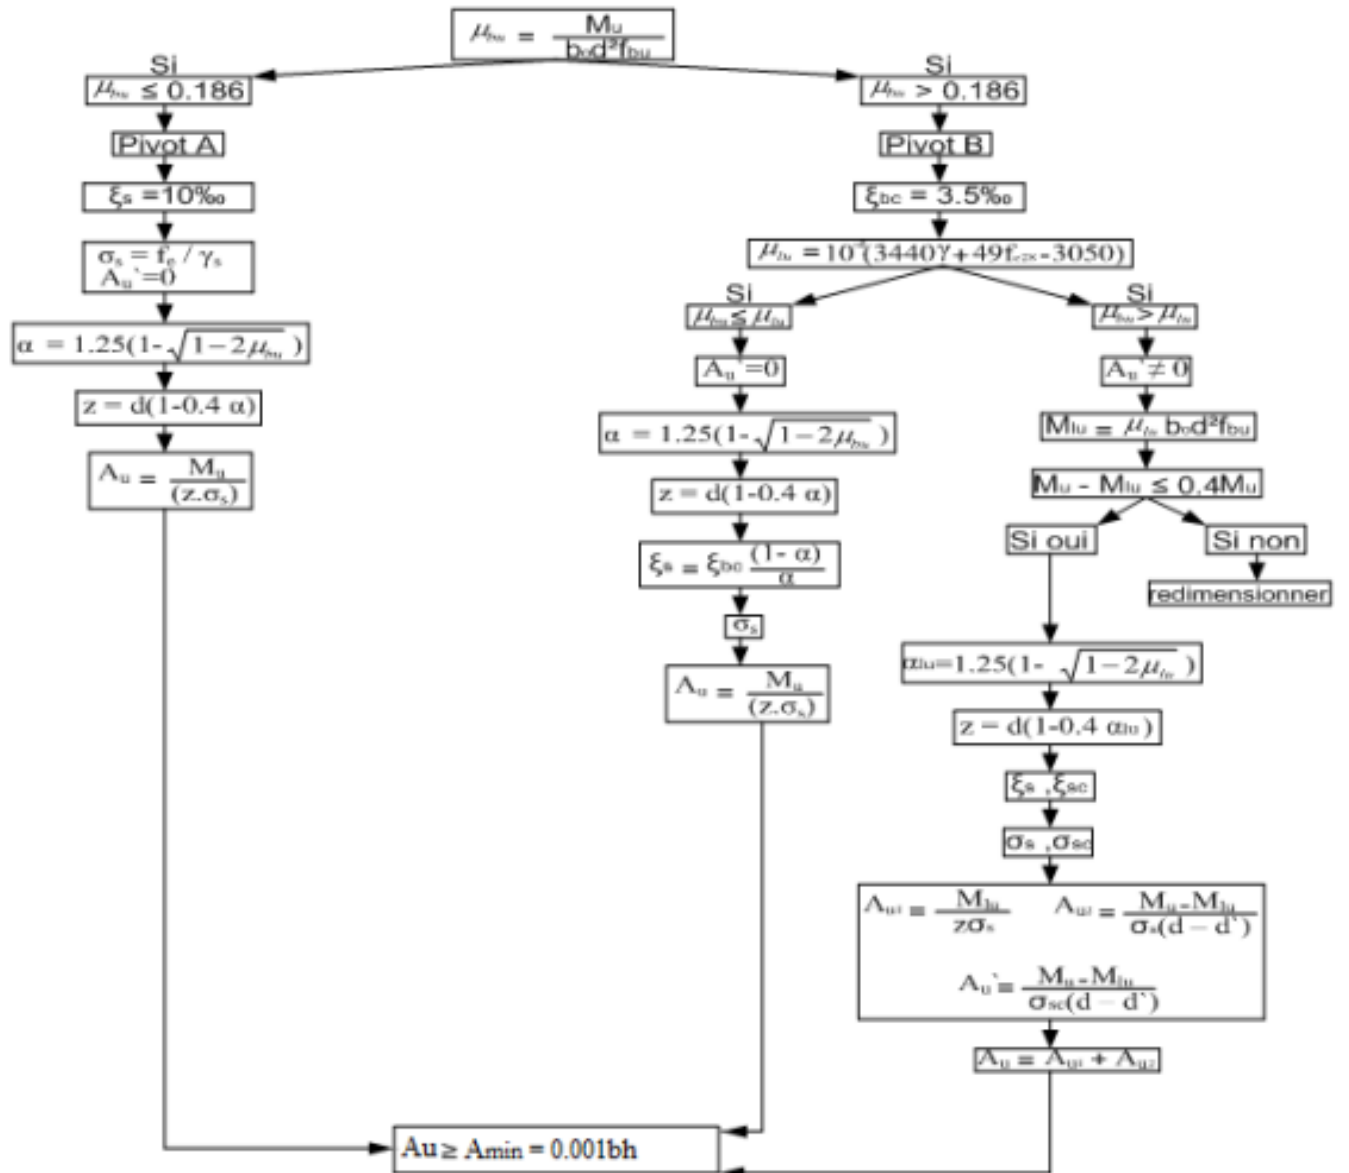 μbu = Mu / b₀d²fbu
Si
μbu ≤ 0.186
Pivot A
ξs =10‰
σs = fe / γs
Au`=0
α = 1.25(1-√1−2μbu )
z = d(1-0.4 α)
Au = Mu / (z.σs)
Si
μbu > 0.186
Pivot B
ξbc = 3.5‰
μlu = 10⁻⁴(3440γ+49fc28-3050)
Si
μbu ≤ μlu
Au`=0
α = 1.25(1-√1−2μbu )
z = d(1-0.4 α)
ξs = ξbc (1- α) / α
σs
Au = Mu / (z.σs)
Si
μbu > μlu
Au`≠ 0
Mlu = μlu b₀d²fbu
Mu - Mlu ≤ 0.4Mu
Si oui
Si non
redimensionner
αlu=1.25(1- √1−2μlu )
z = d(1-0.4 αlu )
ξs ,ξsc
σs ,σsc
Au1 = Mlu / zσs
Au2 = Mu-Mlu / σs(d – d`)
Au`= Mu-Mlu / σsc(d – d`)
Au = Au1 + Au2
Au ≥ Amin = 0.001bh